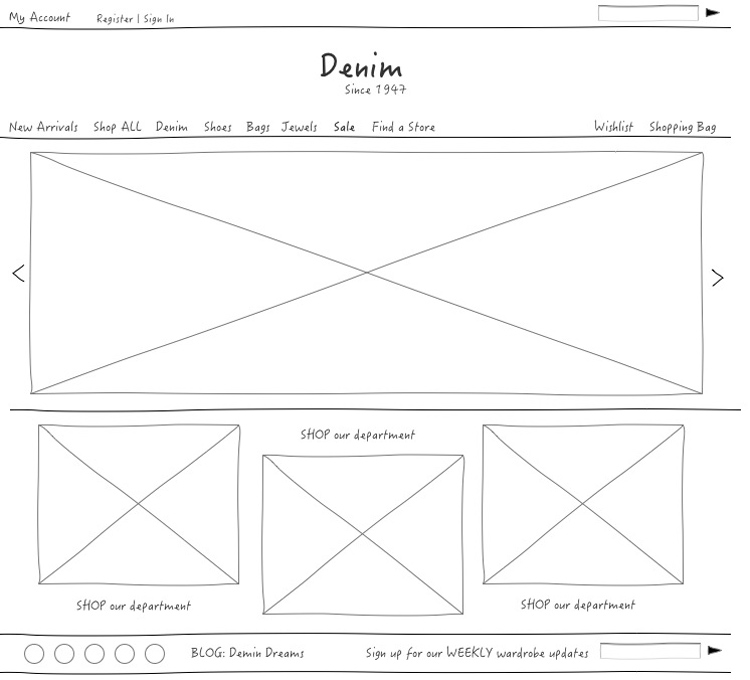 My Account Register | Sign In
Denim
Since 1947
New Arrivals Shop ALL Denim Shoes Bags Jewels Sale Find a Store Wishlist Shopping Bag
SHOP our department
SHOP our department SHOP our department
BLOG: Demin Dreams Sign up for our WEEKLY wardrobe updates